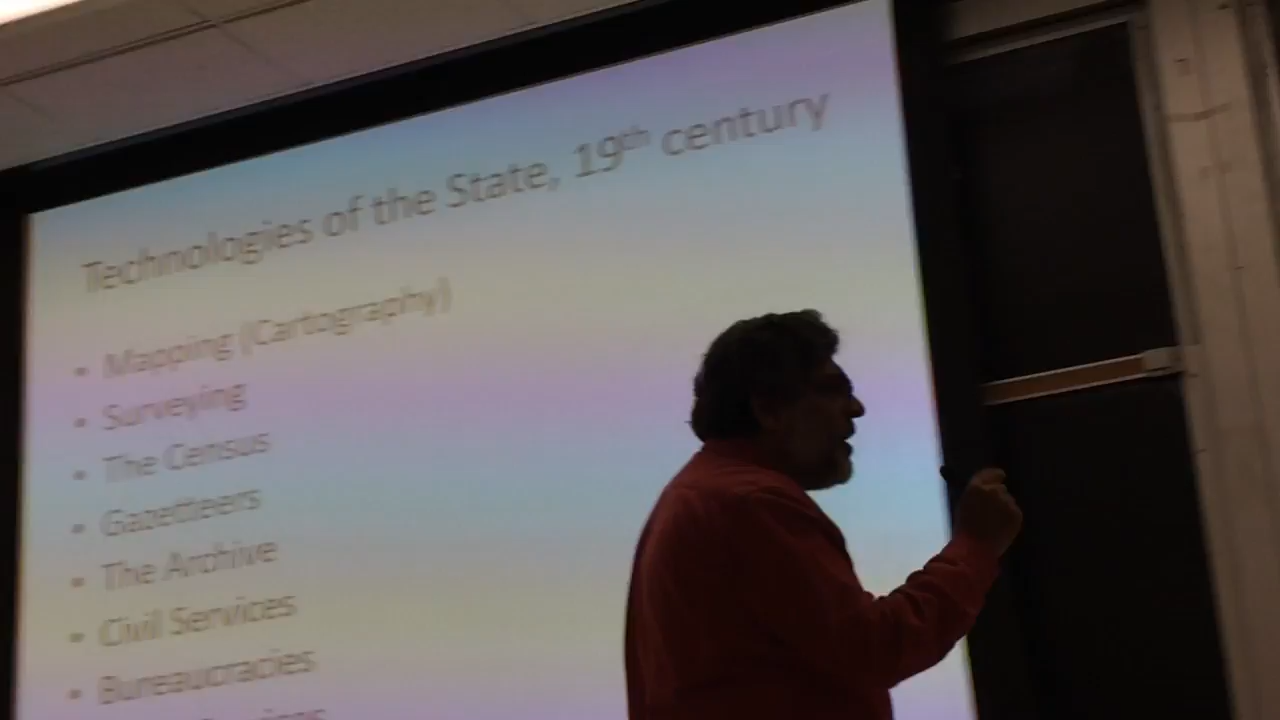 Technologies of the State, 19th century
• Mapping (Cartography)
• Surveying
• The Census
• Gazetteers
• The Archive
• Civil Services
• Bureaucracies